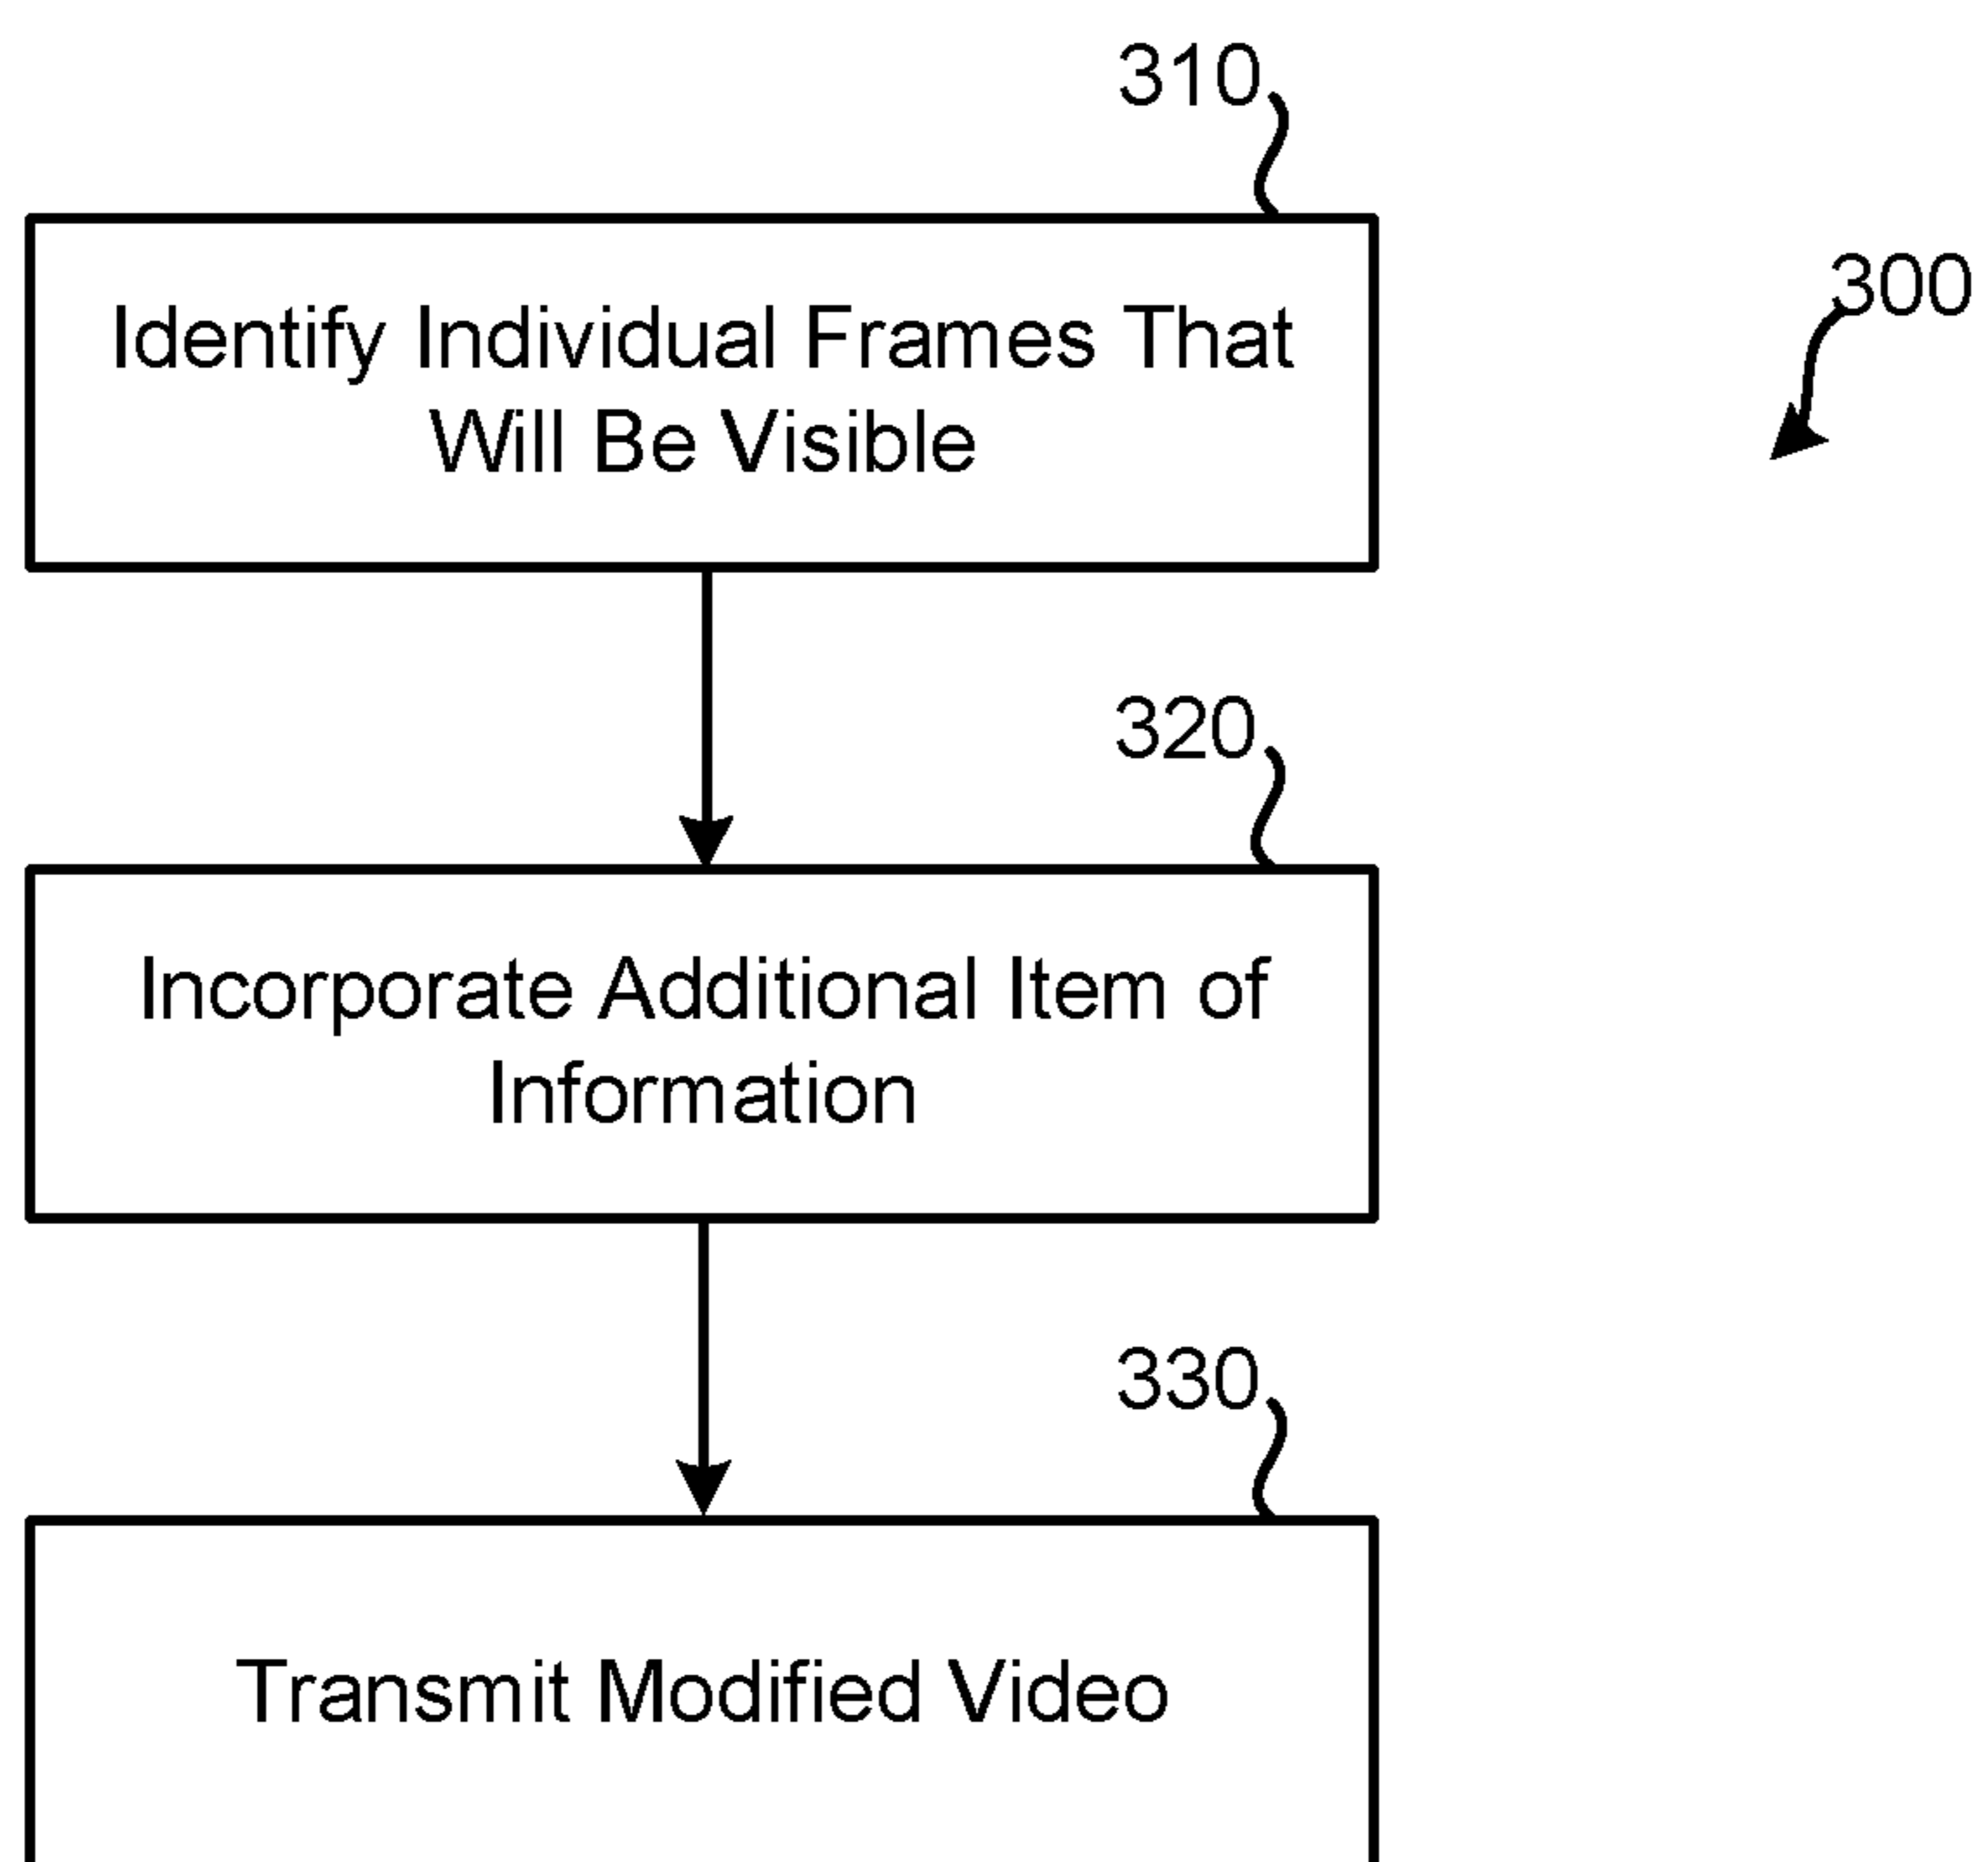 310
300
Identify Individual Frames That
Will Be Visible
320
Incorporate Additional Item of
Information
330
Transmit Modified Video